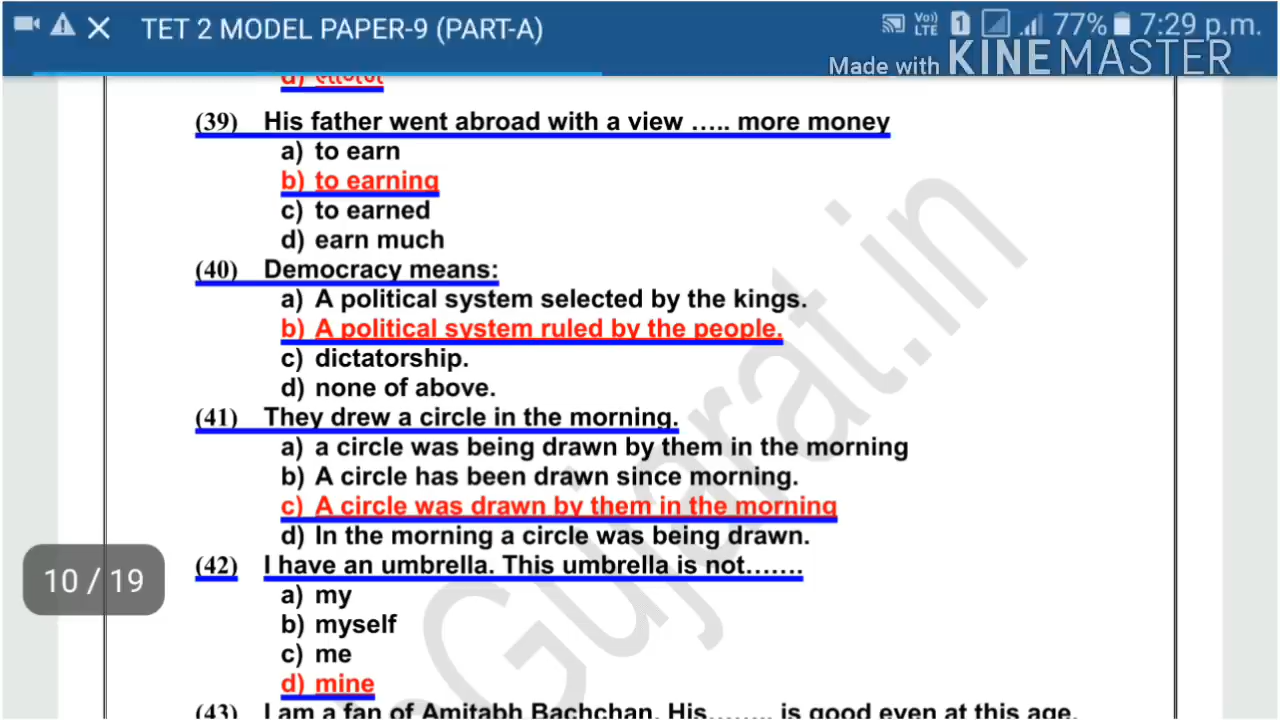 TET 2 MODEL PAPER-9 (PART-A)
Vo))
LTE
1
77%
7:29 p.m.
Made with KINEMASTER
(39) His father went abroad with a view ….. more money
a) to earn
b) to earning
c) to earned
d) earn much
(40) Democracy means:
a) A political system selected by the kings.
b) A political system ruled by the people.
c) dictatorship.
d) none of above.
(41) They drew a circle in the morning.
a) a circle was being drawn by them in the morning
b) A circle has been drawn since morning.
c) A circle was drawn by them in the morning
d) In the morning a circle was being drawn.
(42) I have an umbrella. This umbrella is not…….
a) my
b) myself
c) me
d) mine
(43) I am a fan of Amitabh Bachchan. His........ is good even at this age.
10 / 19
Gujarat.in